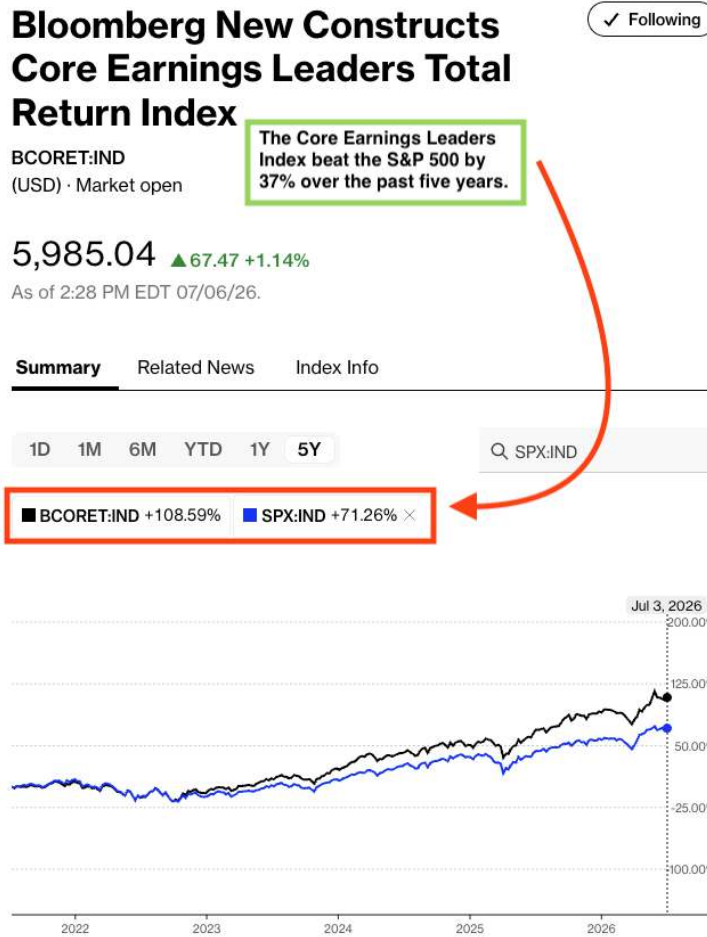 Bloomberg New Constructs
Core Earnings Leaders Total
Return Index
✓ Following
BCORET:IND
(USD) · Market open
The Core Earnings Leaders
Index beat the S&P 500 by
37% over the past five years.
5,985.04 ▲67.47 +1.14%
As of 2:28 PM EDT 07/06/26.
Summary Related News Index Info
1D 1M 6M YTD 1Y 5Y
SPX:IND
BCORET:IND +108.59% SPX:IND +71.26% ×
Jul 3, 2026
200.00
125.00
50.00
-25.00
100.00
2022 2023 2024 2025 2026